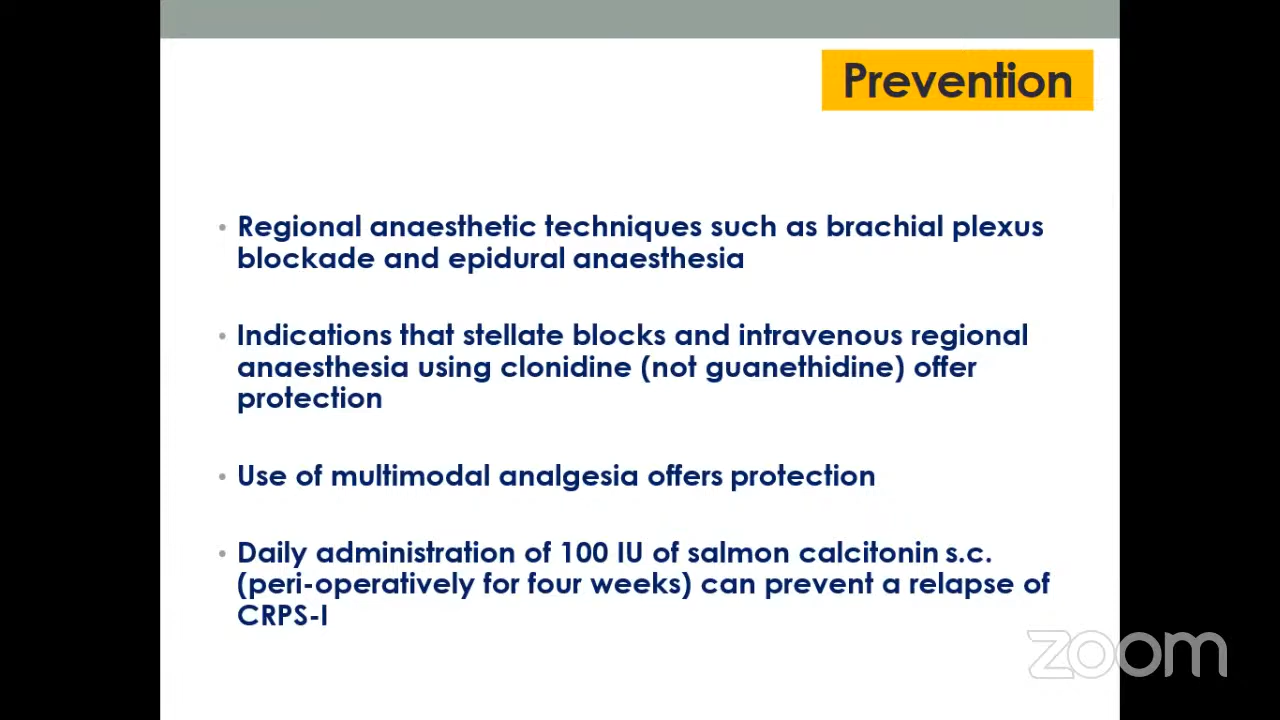 Prevention
• Regional anaesthetic techniques such as brachial plexus
blockade and epidural anaesthesia
• Indications that stellate blocks and intravenous regional
anaesthesia using clonidine (not guanethidine) offer
protection
• Use of multimodal analgesia offers protection
• Daily administration of 100 IU of salmon calcitonin s.c.
(peri-operatively for four weeks) can prevent a relapse of
CRPS-I
zoom